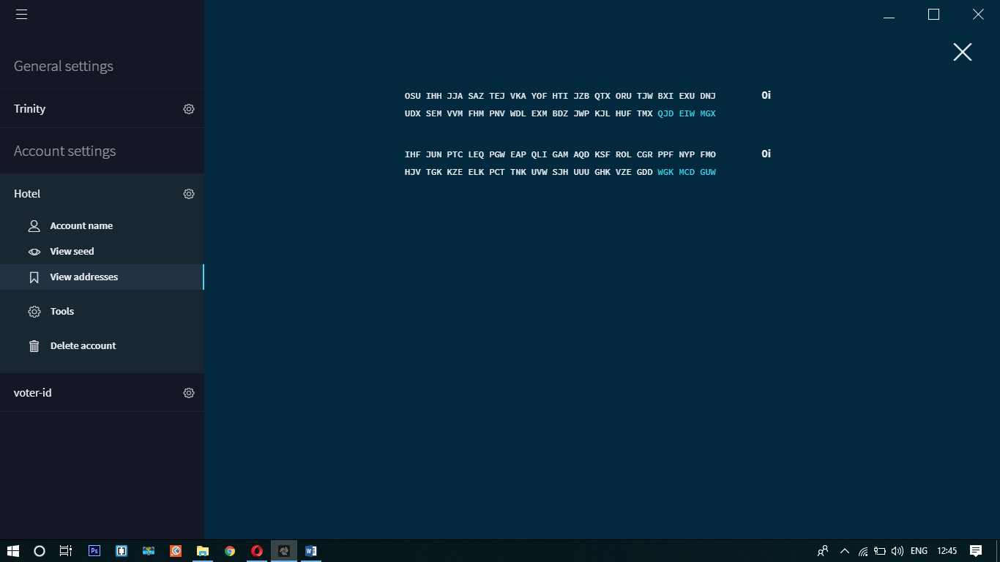 General settings
Trinity
Account settings
Hotel
Account name
View seed
View addresses
Tools
Delete account
voter-id
OSU IHH JJA SAZ TEJ VKA YOF HTI JZB QTX ORU TJW BXI EXU DNJ 0i
UDX SEM VVM FHM PNV WDL EXM BDZ JWP KJL HUF TMX QJD EIW MGX
IHF JUN PTC LEQ PGW EAP QLI GAM AQD KSF ROL CGR PPF NYP FMO 0i
HJV TGK KZE ELK PCT TNK UVW SJH UUU GHK VZE GDD WGK MCD GUW
Ps
ENG 12:45